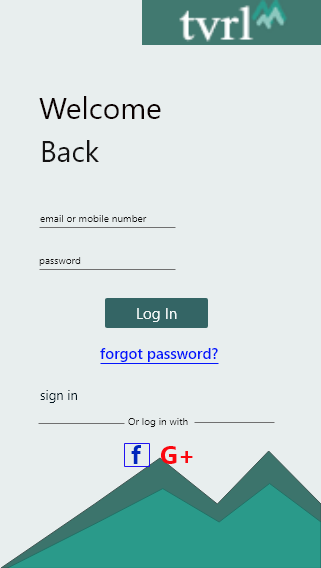 tvrl
Welcome
Back
email or mobile number
password
Log In
forgot password?
sign in
Or log in with
f G+